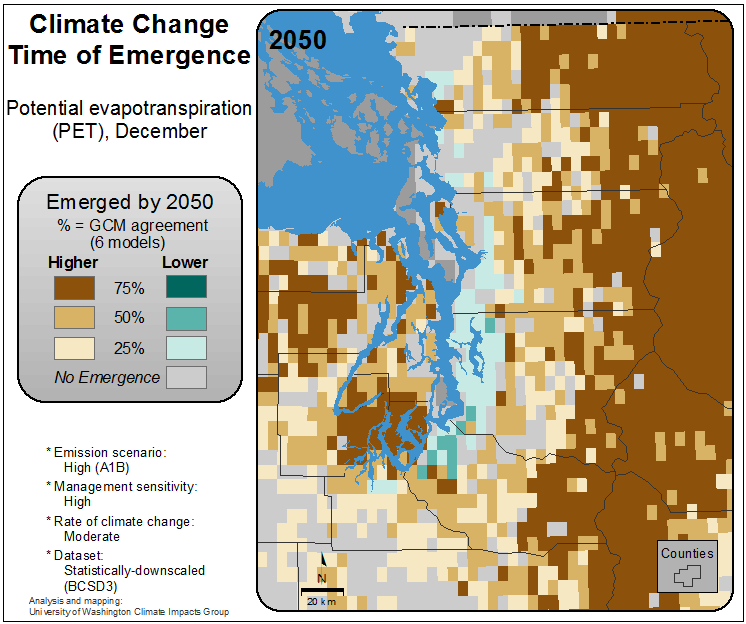 Climate Change
Time of Emergence
Potential evapotranspiration
(PET), December
Emerged by 2050
% = GCM agreement
(6 models)
Higher Lower
75%
50%
25%
No Emergence
* Emission scenario:
High (A1B)
* Management sensitivity:
High
* Rate of climate change:
Moderate
* Dataset:
Statistically-downscaled
(BCSD3)
Analysis and mapping:
University of Washington Climate Impacts Group
2050
N
20 km
Counties